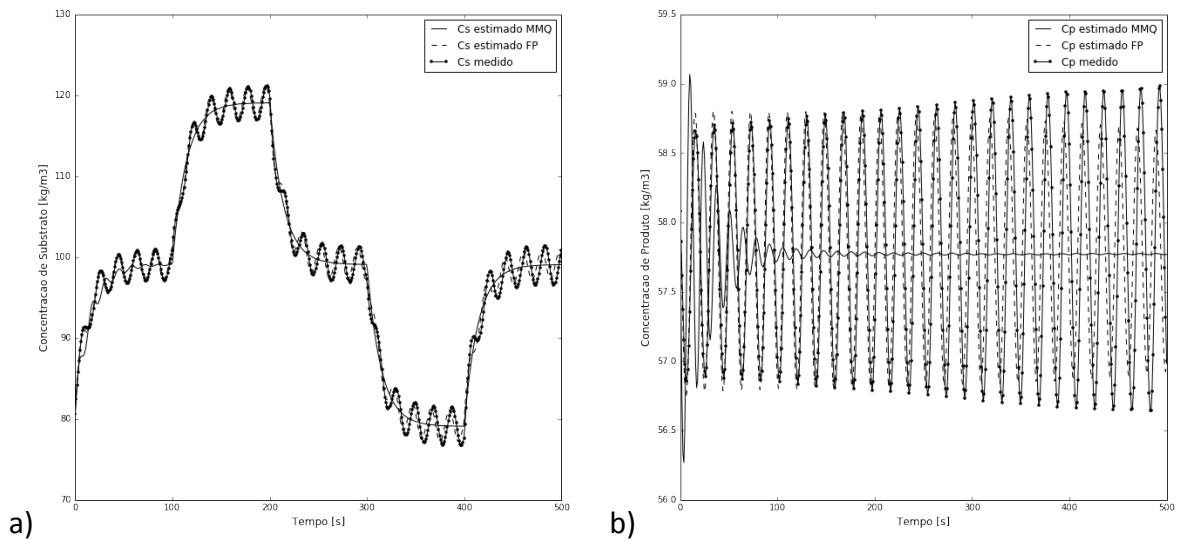 130
120
110
100
90
80
70
Concentracao de Substrato [kg/m3]
Cs estimado MMQ
Cs estimado FP
Cs medido
0
100
200
300
400
500
Tempo [s]
a)
59.5
59.0
58.5
58.0
57.5
57.0
56.5
56.0
Concentracao de Produto [kg/m3]
Cp estimado MMQ
Cp estimado FP
Cp medido
0
100
200
300
400
500
Tempo [s]
b)